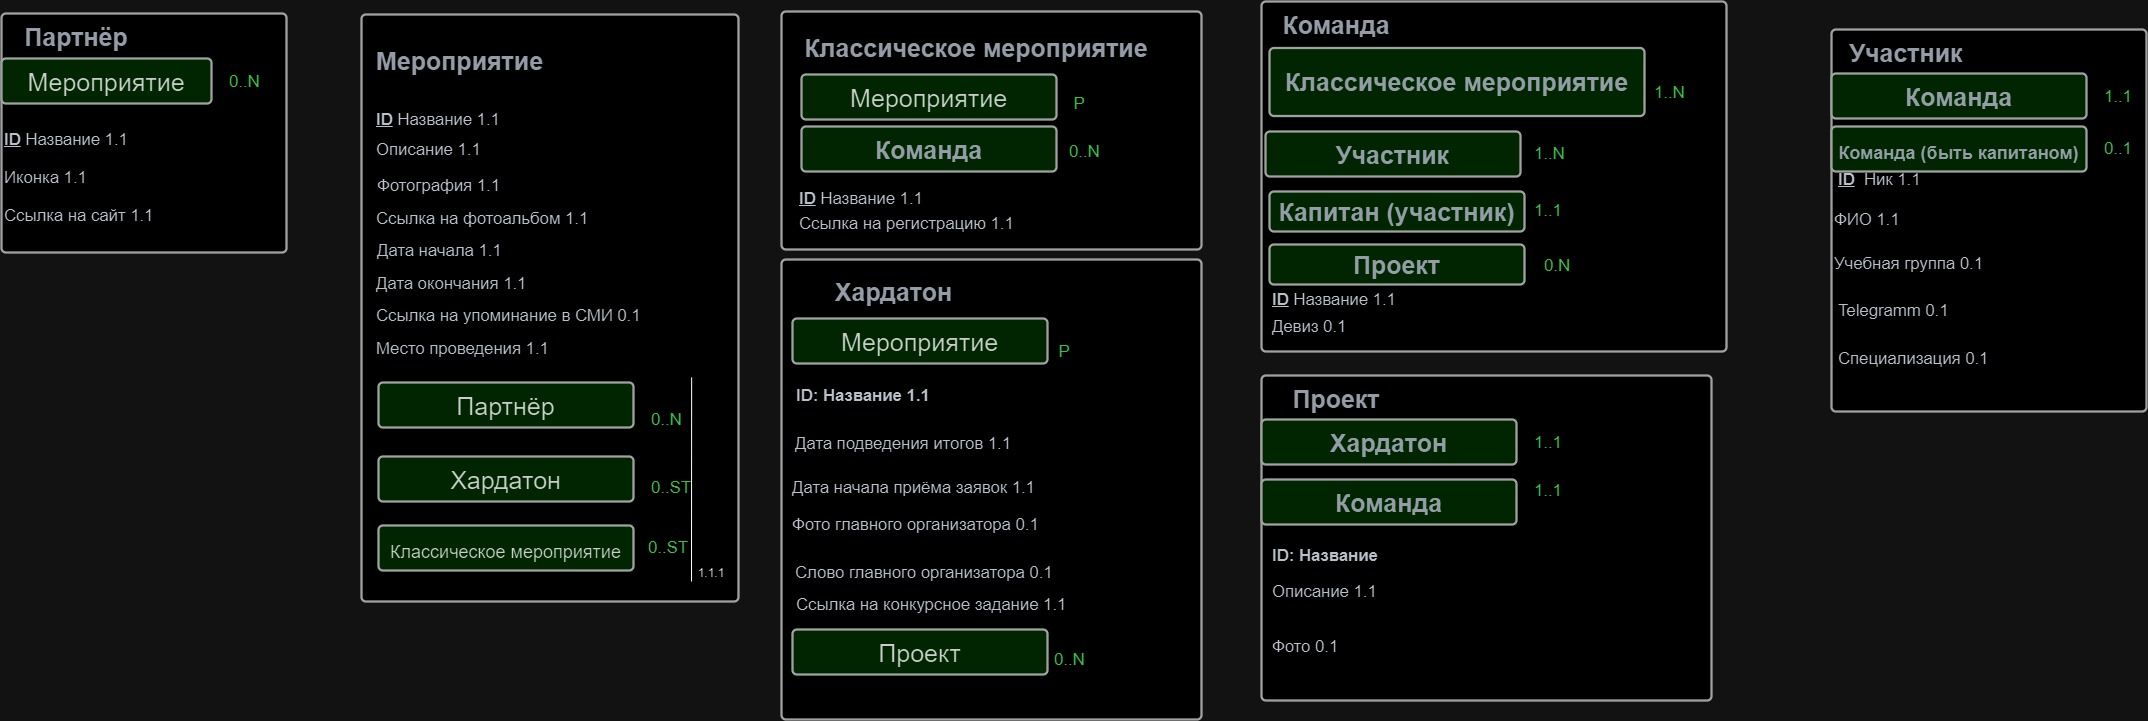 Партнёр
Мероприятие 0..N
ID Название 1.1
Иконка 1.1
Ссылка на сайт 1.1
Мероприятие
ID Название 1.1
Описание 1.1
Фотография 1.1
Ссылка на фотоальбом 1.1
Дата начала 1.1
Дата окончания 1.1
Ссылка на упоминание в СМИ 0.1
Место проведения 1.1
Партнёр 0..N
Хардатон 0..ST
Классическое мероприятие 0..ST
1.1.1
Классическое мероприятие
Мероприятие P
Команда 0..N
ID Название 1.1
Ссылка на регистрацию 1.1
Хардатон
Мероприятие P
ID: Название 1.1
Дата подведения итогов 1.1
Дата начала приёма заявок 1.1
Фото главного организатора 0.1
Слово главного организатора 0.1
Ссылка на конкурсное задание 1.1
Проект 0..N
Команда
Классическое мероприятие 1..N
Участник 1..N
Капитан (участник) 1..1
Проект 0.N
ID Название 1.1
Девиз 0.1
Проект
Хардатон 1..1
Команда 1..1
ID: Название
Описание 1.1
Фото 0.1
Участник
Команда 1..1
Команда (быть капитаном) 0..1
ID Ник 1.1
ФИО 1.1
Учебная группа 0.1
Telegramm 0.1
Специализация 0.1